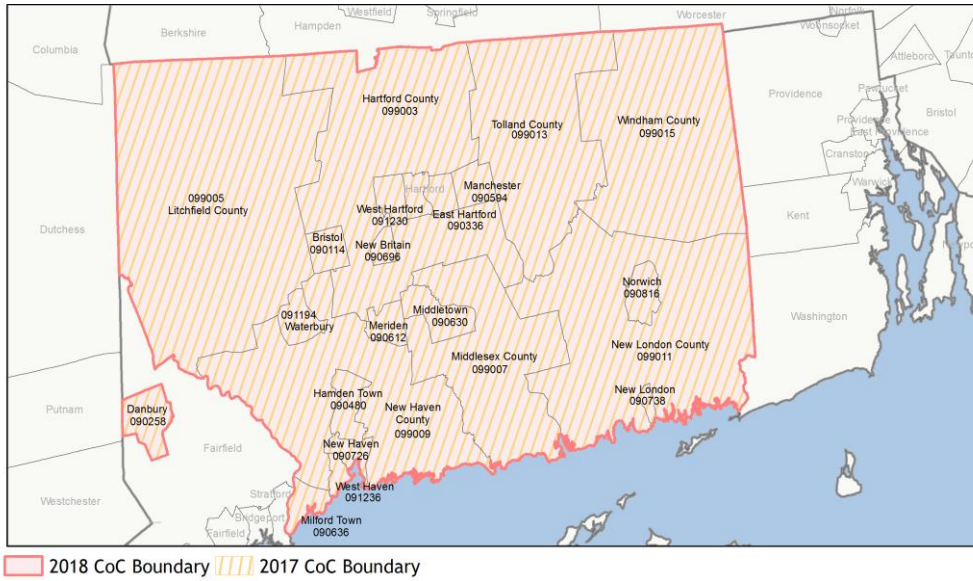 Westfield
Springfield
Norfolk
Hampden
Worcester
Woonsocket
Berkshire
Columbia
Attleboro
Hartford County
099003
Pawtucket
Providence
Tolland County
099013
Windham County
099015
Bristol
Providence
East Providence
Cranston
Hartford
Manchester
090594
Warwick
099005
Litchfield County
West Hartford
091230
East Hartford
090336
Kent
Dutchess
Bristol
090114
New Britain
090696
Norwich
090816
091194
Waterbury
Middletown
090630
Meriden
090612
Washington
New London County
099011
Middlesex County
099007
Hamden Town
090480
New London
090738
Putnam
Danbury
090258
New Haven
County
099009
Fairfield
New Haven
090726
West Haven
091236
Westchester
Stratford
Bridgeport
Fairfield
Milford Town
090636
2018 CoC Boundary
2017 CoC Boundary